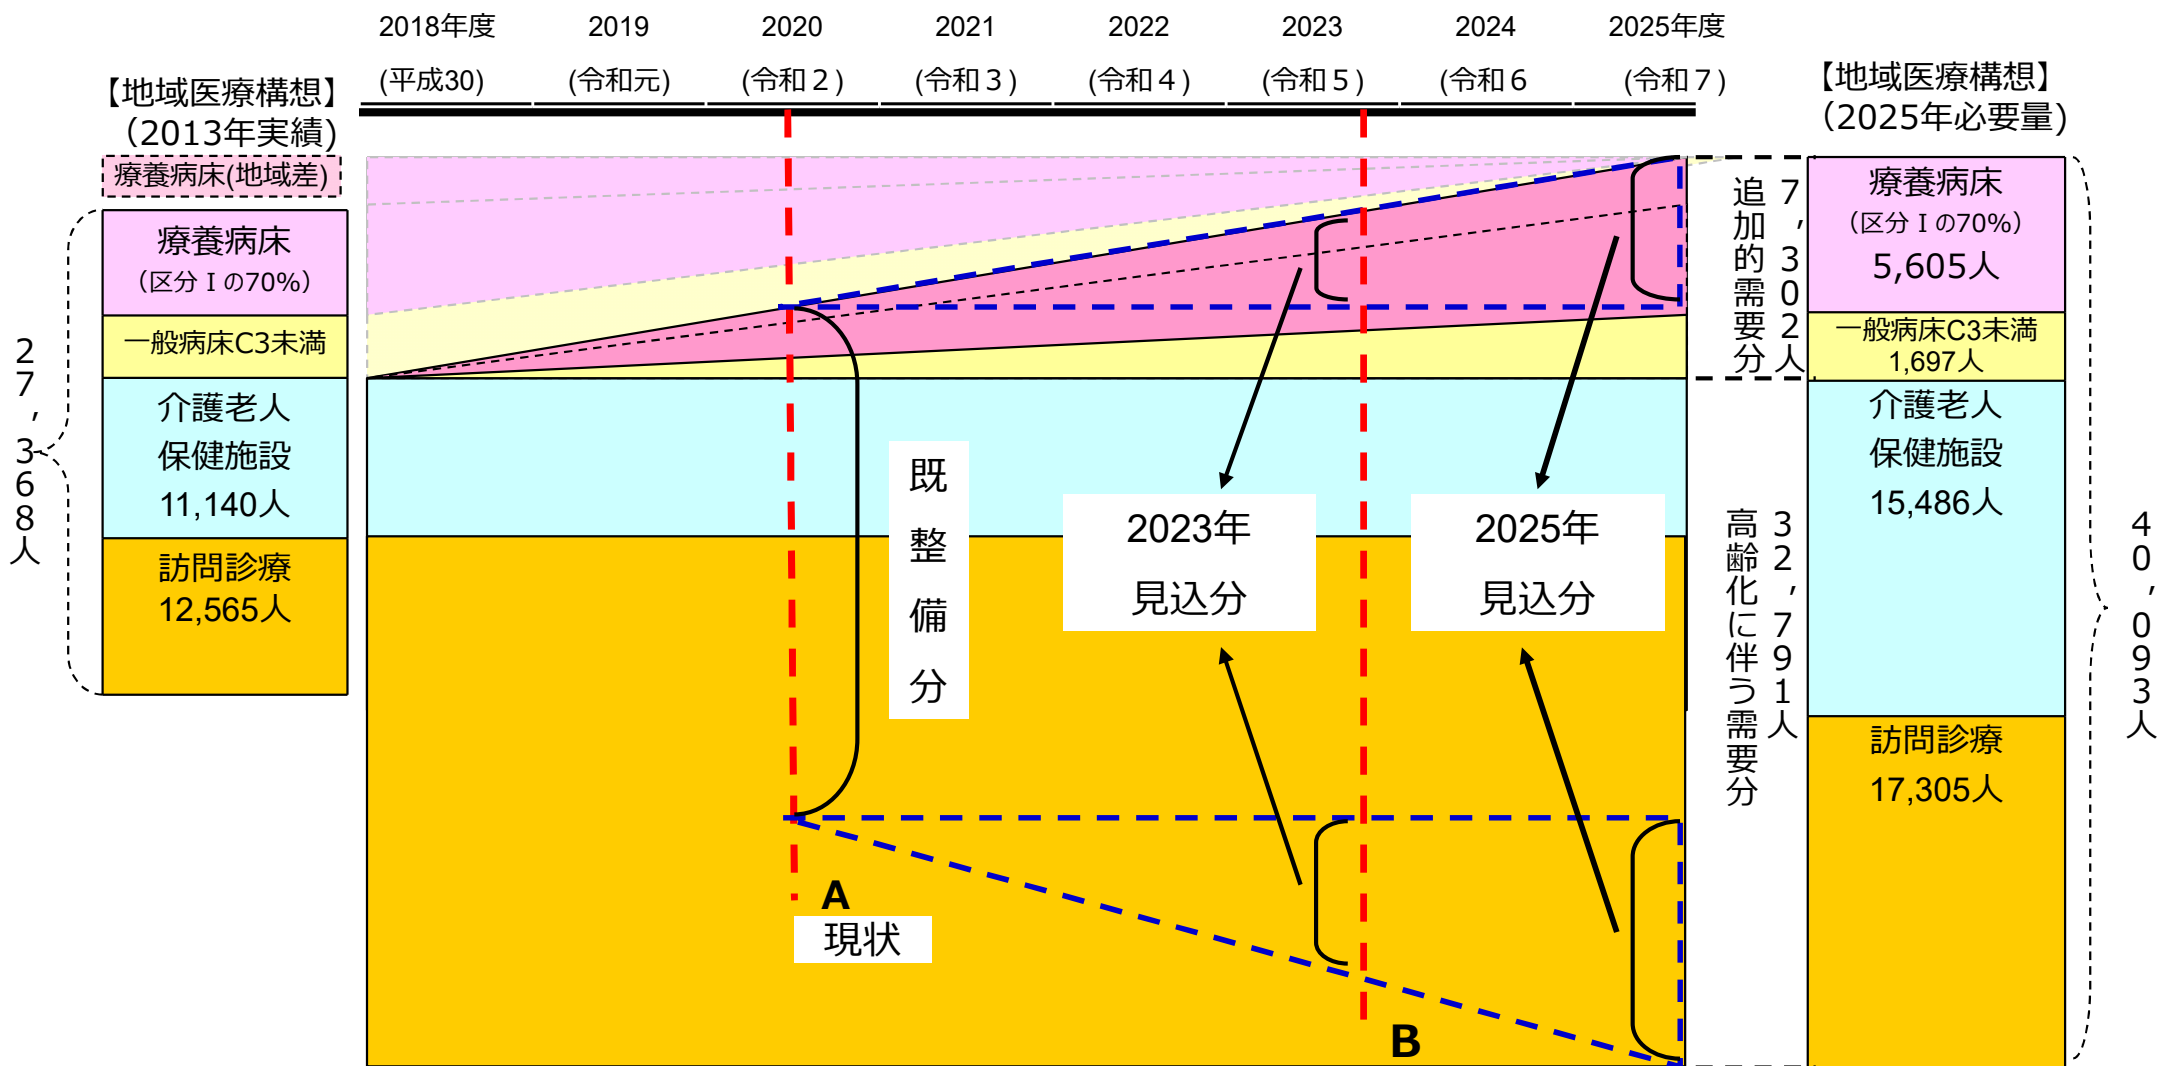 2018年度 2019 2020 2021 2022 2023 2024 2025年度
(平成30) (令和元) (令和２) (令和３) (令和４) (令和５) (令和６ (令和７)
【地域医療構想】
（2013年実績)
療養病床(地域差)
療養病床
（区分Ⅰの70%）
一般病床C3未満
介護老人
保健施設
11,140人
訪問診療
12,565人
27,368人
既整備分
2023年
見込分
2025年
見込分
A
現状
B
追加的需要分
7,302人
高齢化に伴う需要分
32,791人
【地域医療構想】
（2025年必要量)
療養病床
（区分Ⅰの70%）
5,605人
一般病床C3未満
1,697人
介護老人
保健施設
15,486人
訪問診療
17,305人
40,093人